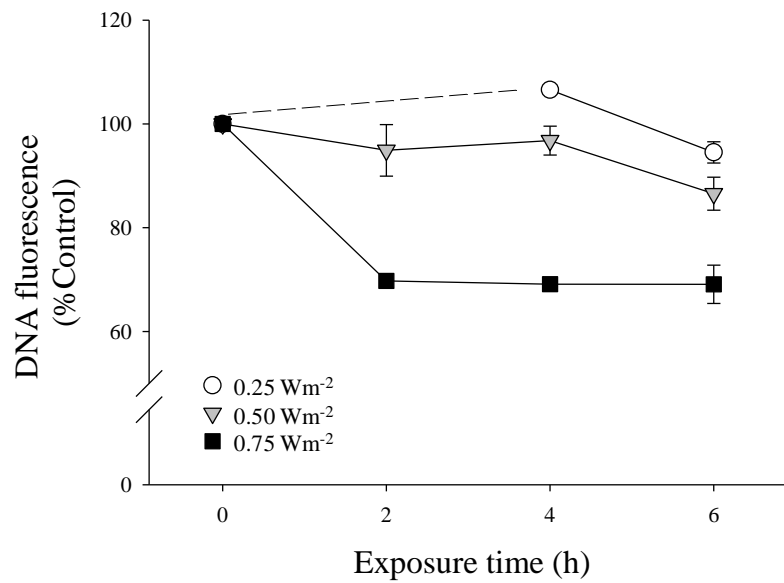 120
100
80
60
0
DNA fluorescence
(%Control)
0.25 Wm-2
0.50 Wm-2
0.75 Wm-2
0 2 4 6
Exposure time (h)